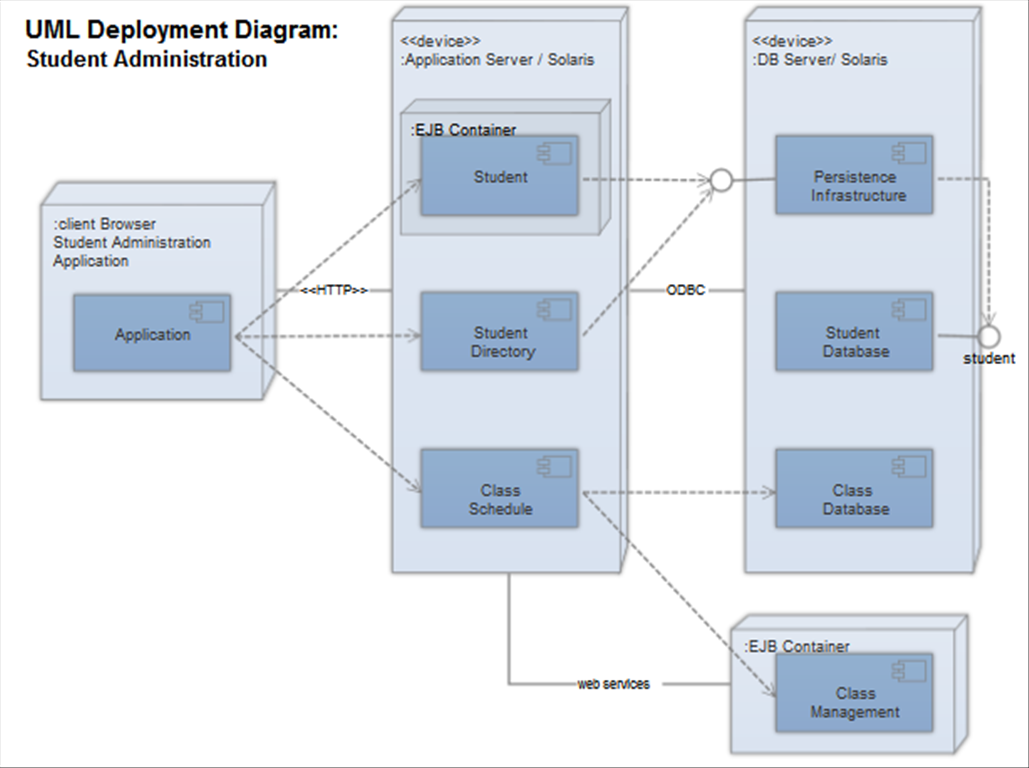 UML Deployment Diagram:
Student Administration
<<device>>
:Application Server / Solaris
<<device>>
:DB Server/ Solaris
:EJB Container
Student
Persistence
Infrastructure
:client Browser
Student Administration
Application
<<HTTP>>
ODBC
Application
Student
Directory
Student
Database
student
Class
Schedule
Class
Database
:EJB Container
web services
Class
Management